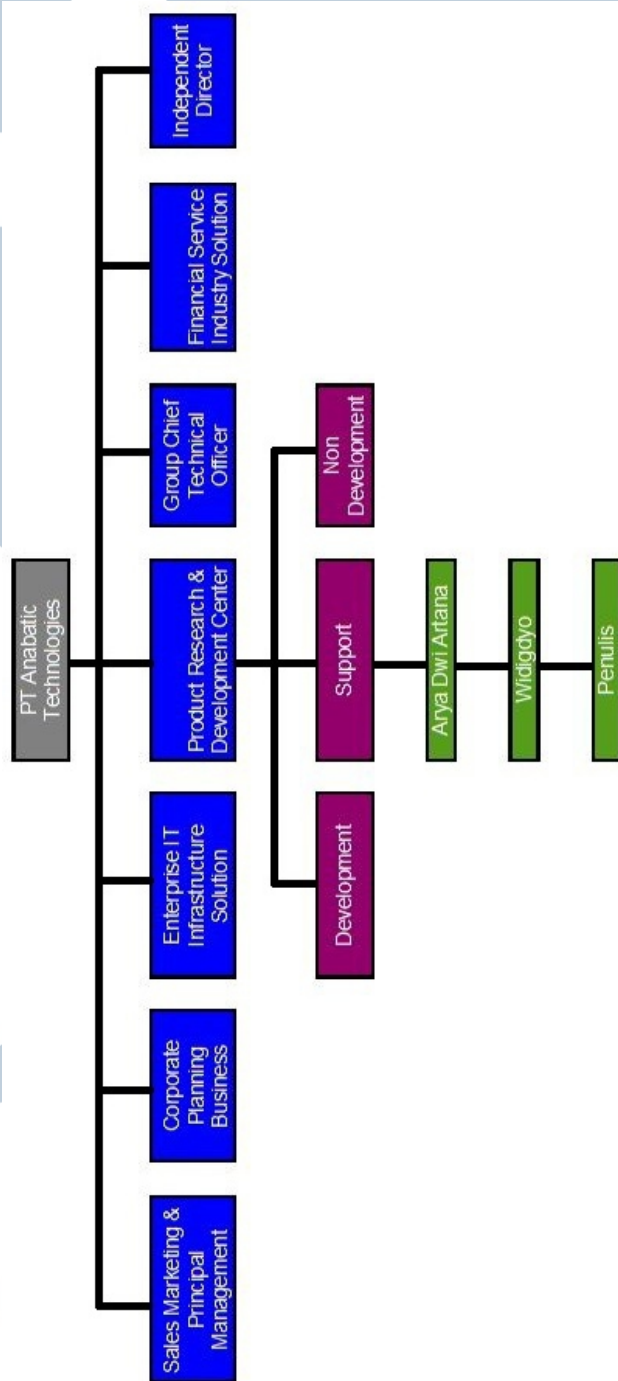 PT Anabatic
Technologies
Sales Marketing &
Principal
Management
Corporate
Planning
Business
Enterprise IT
Infrastructure
Solution
Product Research &
Development Center
Group Chief
Technical
Officer
Financial Service
Industry Solution
Independent
Director
Development
Support
Non
Development
Arya Dwi Artana
Widigdyo
Penulis